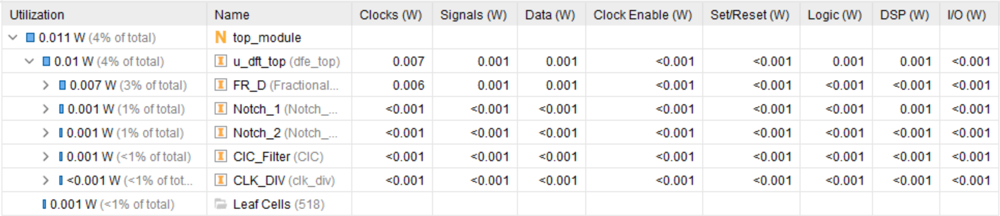 Utilization Name Clocks (W) Signals (W) Data (W) Clock Enable (W) Set/Reset (W) Logic (W) DSP (W) I/O (W)
0.011 W (4% of total) N top_module
0.01 W (4% of total) I u_dft_top (dfe_top) 0.007 0.001 0.001 <0.001 <0.001 0.001 0.001 <0.001
0.007 W (3% of total) I FR_D (Fractional... 0.006 0.001 0.001 <0.001 <0.001 <0.001 <0.001 <0.001
0.001 W (1% of total) I Notch_1 (Notch_... <0.001 <0.001 <0.001 <0.001 <0.001 <0.001 0.001 <0.001
0.001 W (1% of total) I Notch_2 (Notch_... <0.001 <0.001 <0.001 <0.001 <0.001 <0.001 <0.001 <0.001
0.001 W (<1% of total) I CIC_Filter (CIC) <0.001 <0.001 <0.001 <0.001 <0.001 <0.001 <0.001 <0.001
<0.001 W (<1% of tot... I CLK_DIV (clk_div) <0.001 <0.001 <0.001 <0.001 <0.001 <0.001 <0.001 <0.001
0.001 W (<1% of total) Leaf Cells (518)